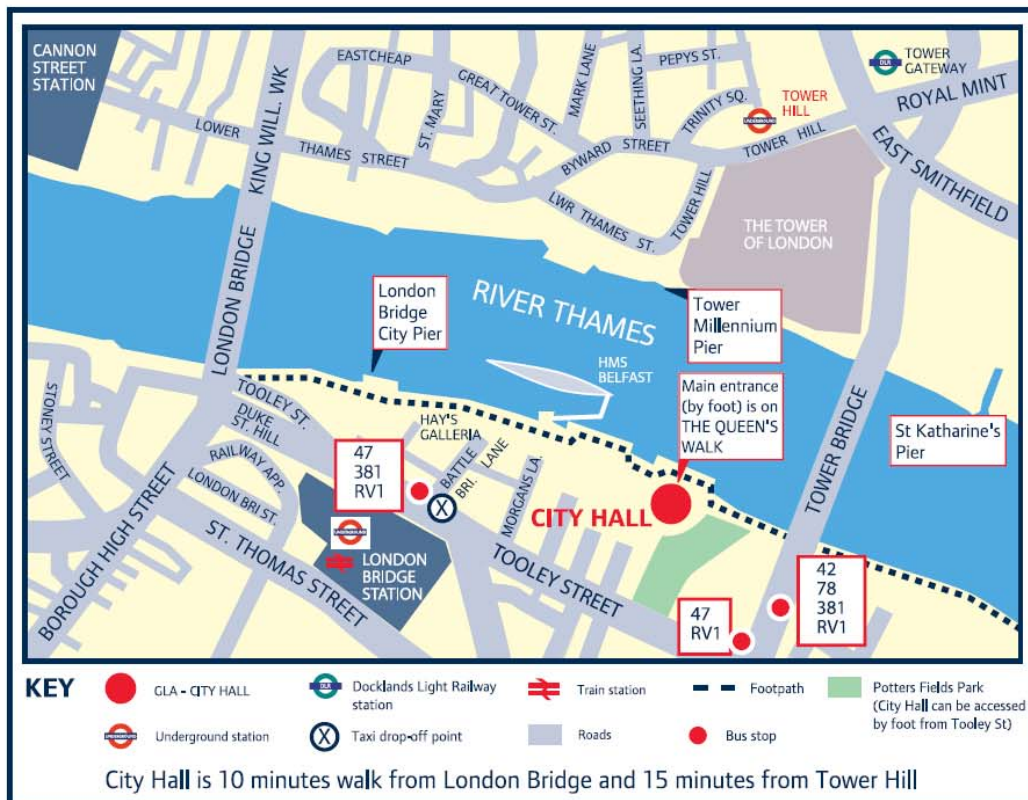 CANNON
STREET
STATION
EASTCHEAP
GREAT TOWER ST.
MARK LANE
SEETHING LA.
PEPYS ST.
TRINITY SQ.
TOWER
HILL
UNDERGROUND
DLR
TOWER
GATEWAY
ROYAL MINT
EAST SMITHFIELD
KING WILL. WK
LOWER
THAMES STREET
ST. MARY
BYWARD STREET
TOWER HILL
LWR THAMES ST.
TOWER HILL
THE TOWER
OF LONDON
LONDON BRIDGE
London
Bridge
City Pier
RIVER THAMES
Tower
Millennium
Pier
HMS
BELFAST
Main entrance
(by foot) is on
THE QUEEN'S
WALK
TOWER BRIDGE
St Katharine's
Pier
STONEY STREET
TOOLEY ST.
DUKE
ST. HILL
RAILWAY APP.
LONDON BRI ST.
HAY'S
GALLERIA
47
381
RV1
BATTLE
BRI. LANE
X
MORGANS LA.
CITY HALL
BOROUGH HIGH STREET
ST. THOMAS STREET
UNDERGROUND
LONDON
BRIDGE
STATION
TOOLEY STREET
47
RV1
42
78
381
RV1
KEY
GLA - CITY HALL
DLR
Docklands Light Railway
station
Train station
Footpath
Potters Fields Park
(City Hall can be accessed
by foot from Tooley St)
UNDERGROUND
Underground station
X
Taxi drop-off point
Roads
Bus stop
City Hall is 10 minutes walk from London Bridge and 15 minutes from Tower Hill